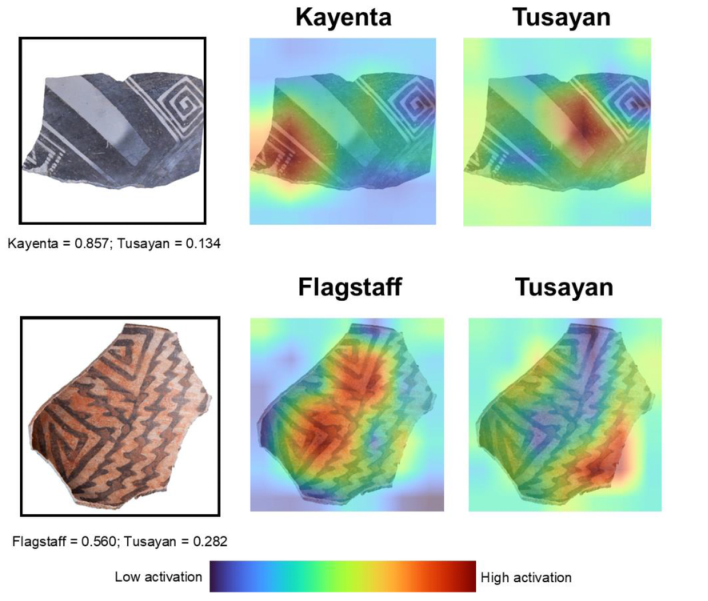 Kayenta Tusayan
Kayenta = 0.857; Tusayan = 0.134
Flagstaff Tusayan
Flagstaff = 0.560; Tusayan = 0.282
Low activation High activation